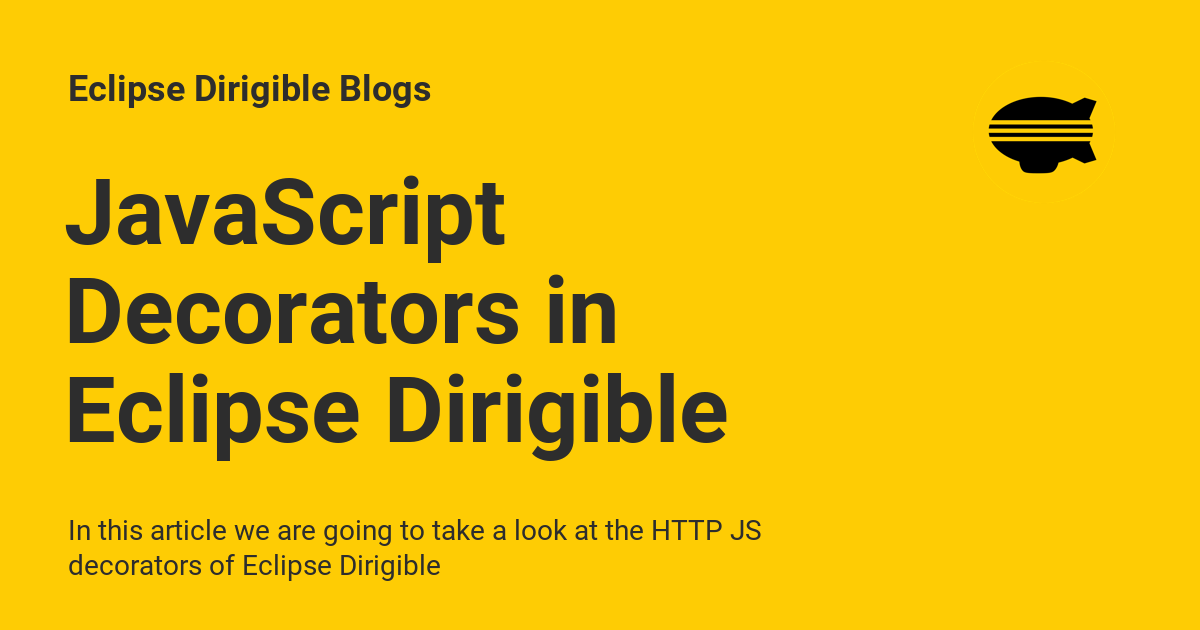 Eclipse Dirigible Blogs
JavaScript
Decorators in
Eclipse Dirigible
In this article we are going to take a look at the HTTP JS
decorators of Eclipse Dirigible